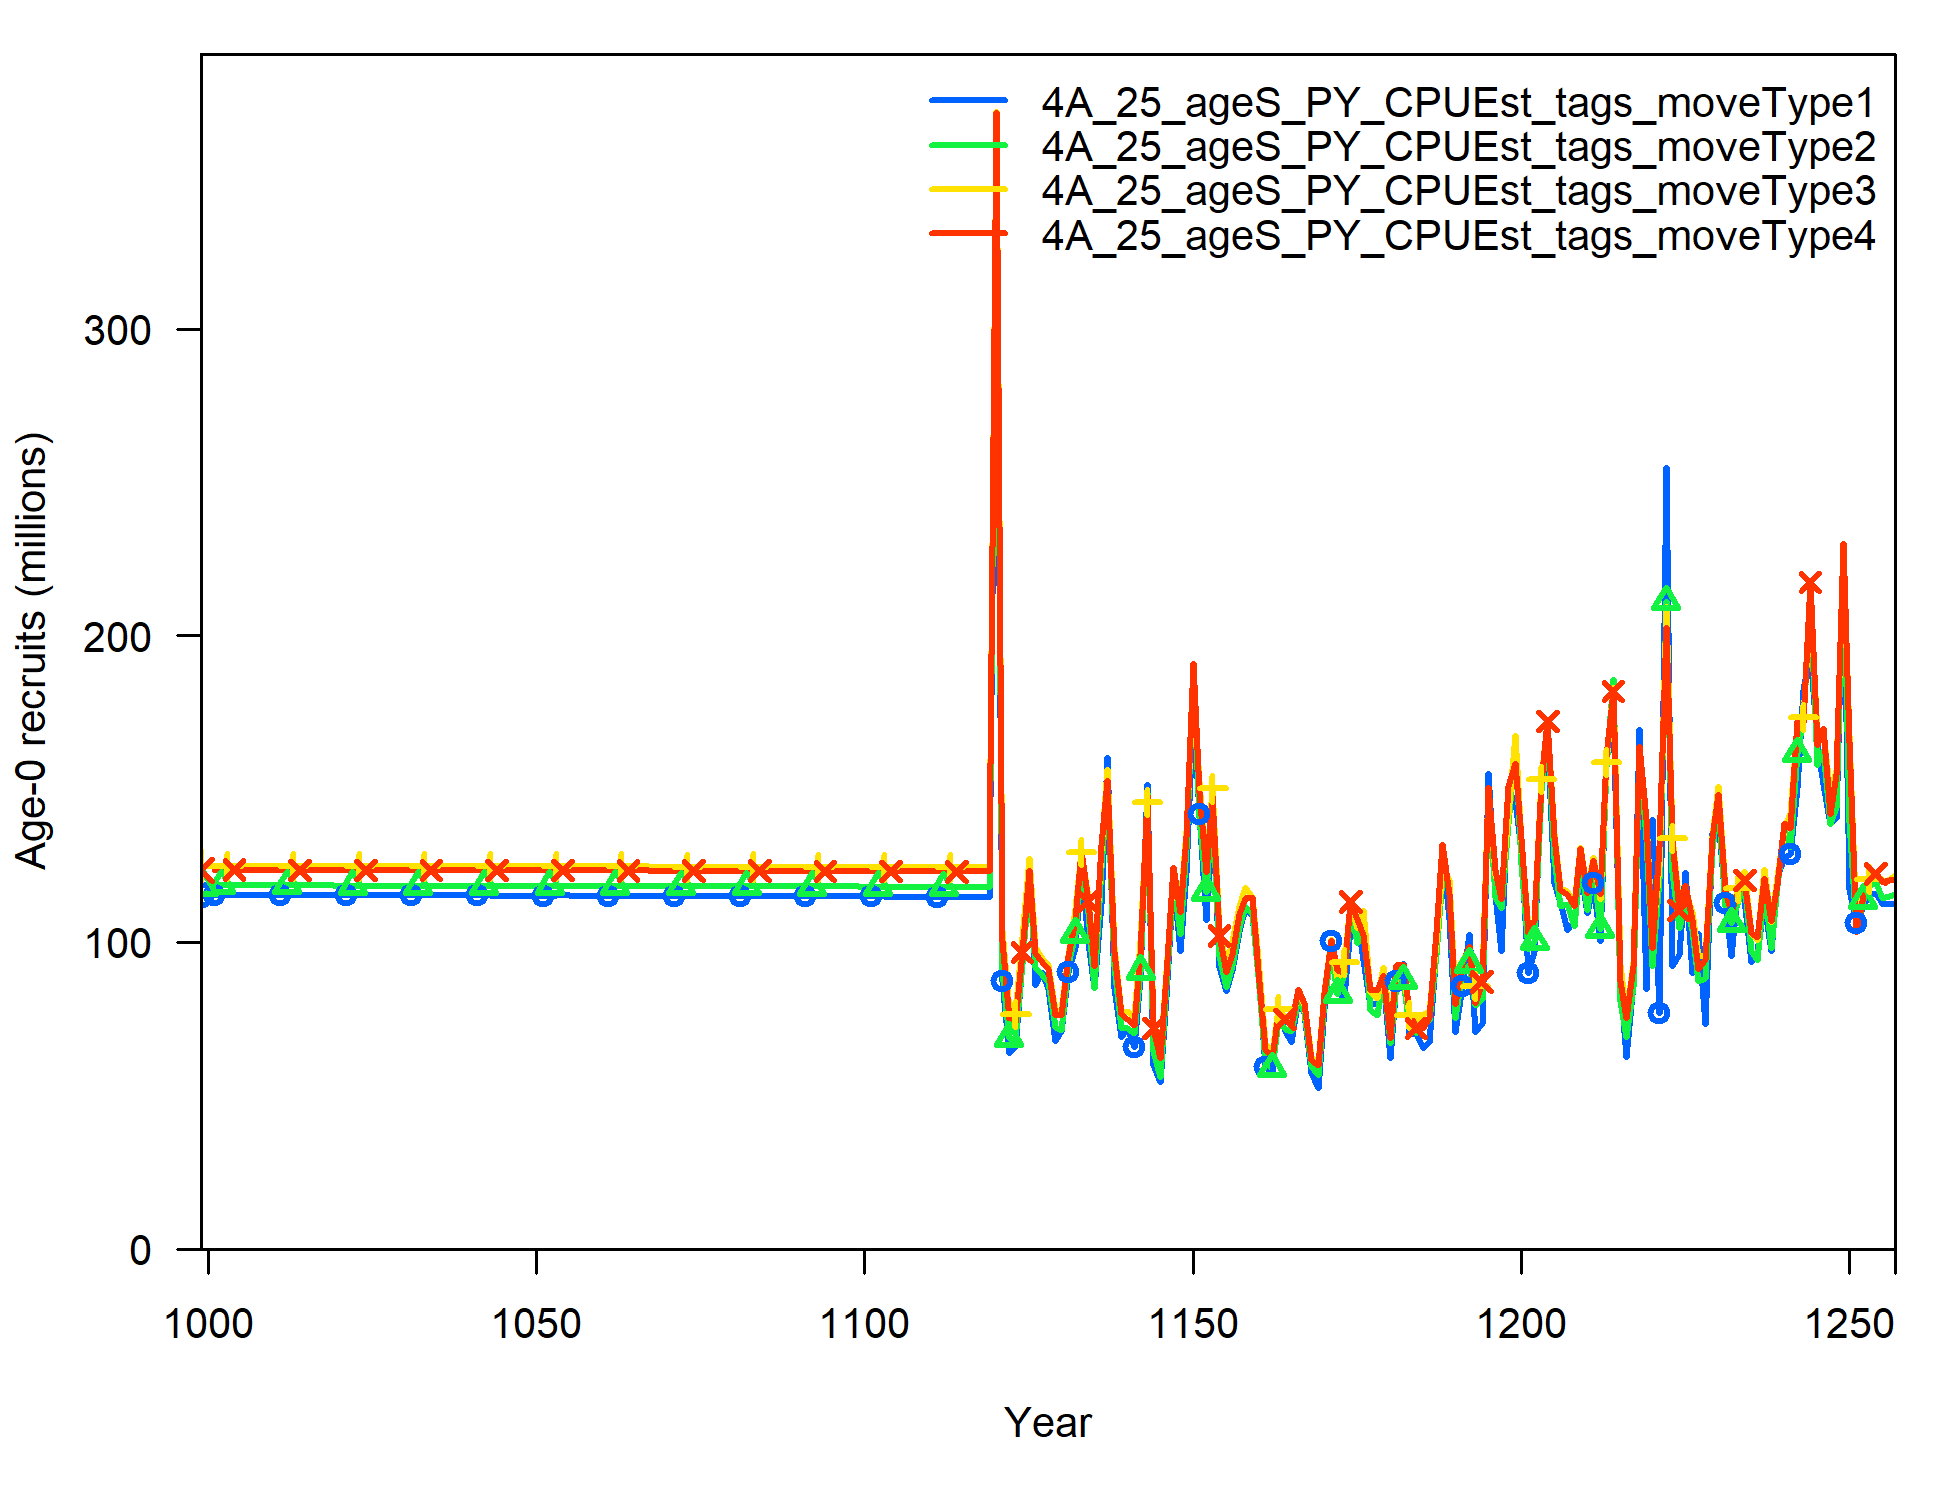 4A_25_ageS_PY_CPUEst_tags_moveType1
4A_25_ageS_PY_CPUEst_tags_moveType2
4A_25_ageS_PY_CPUEst_tags_moveType3
4A_25_ageS_PY_CPUEst_tags_moveType4
Age-0 recruits (millions)
300
200
100
0
1000 1050 1100 1150 1200 1250
Year